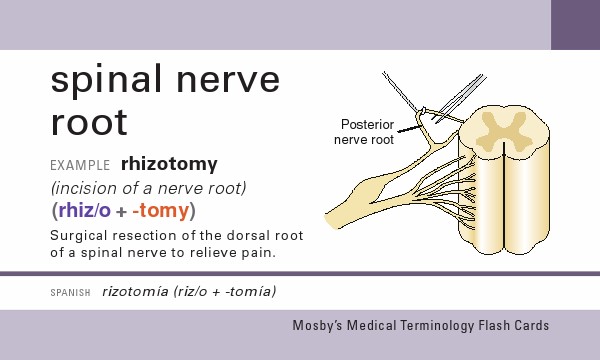 spinal nerve
root
EXAMPLE rhizotomy
(incision of a nerve root)
(rhiz/o + -tomy)
Surgical resection of the dorsal root
of a spinal nerve to relieve pain.
Posterior
nerve root
SPANISH rizotomía (riz/o + -tomía)
Mosby's Medical Terminology Flash Cards